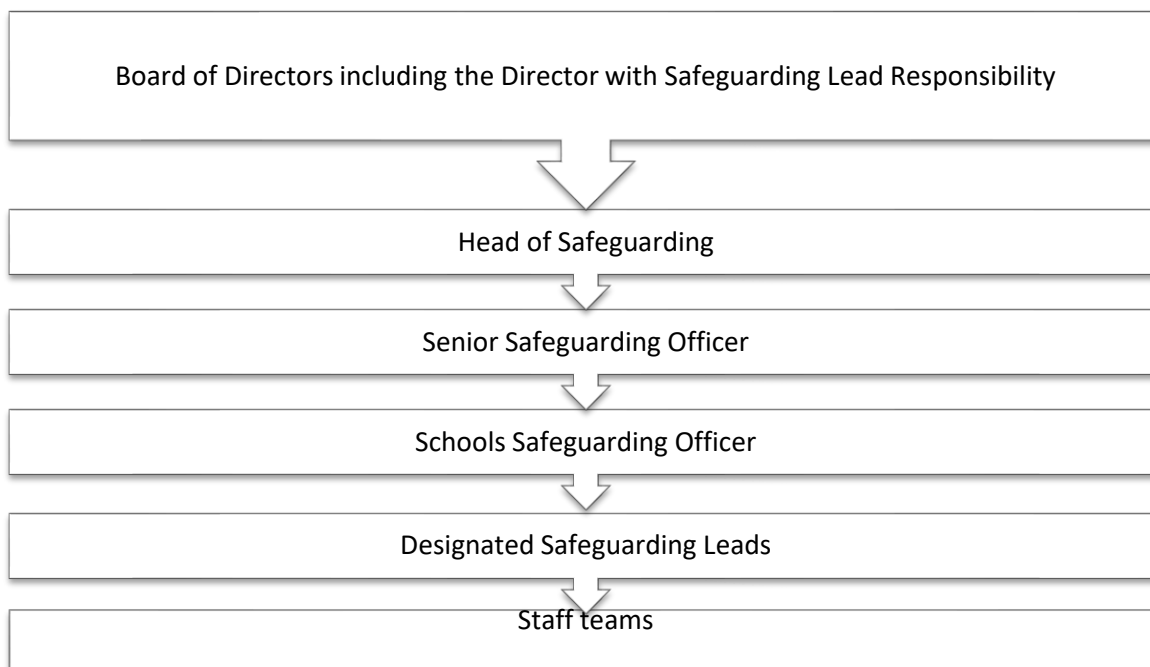 Board of Directors including the Director with Safeguarding Lead Responsibility
Head of Safeguarding
Senior Safeguarding Officer
Schools Safeguarding Officer
Designated Safeguarding Leads
Staff teams